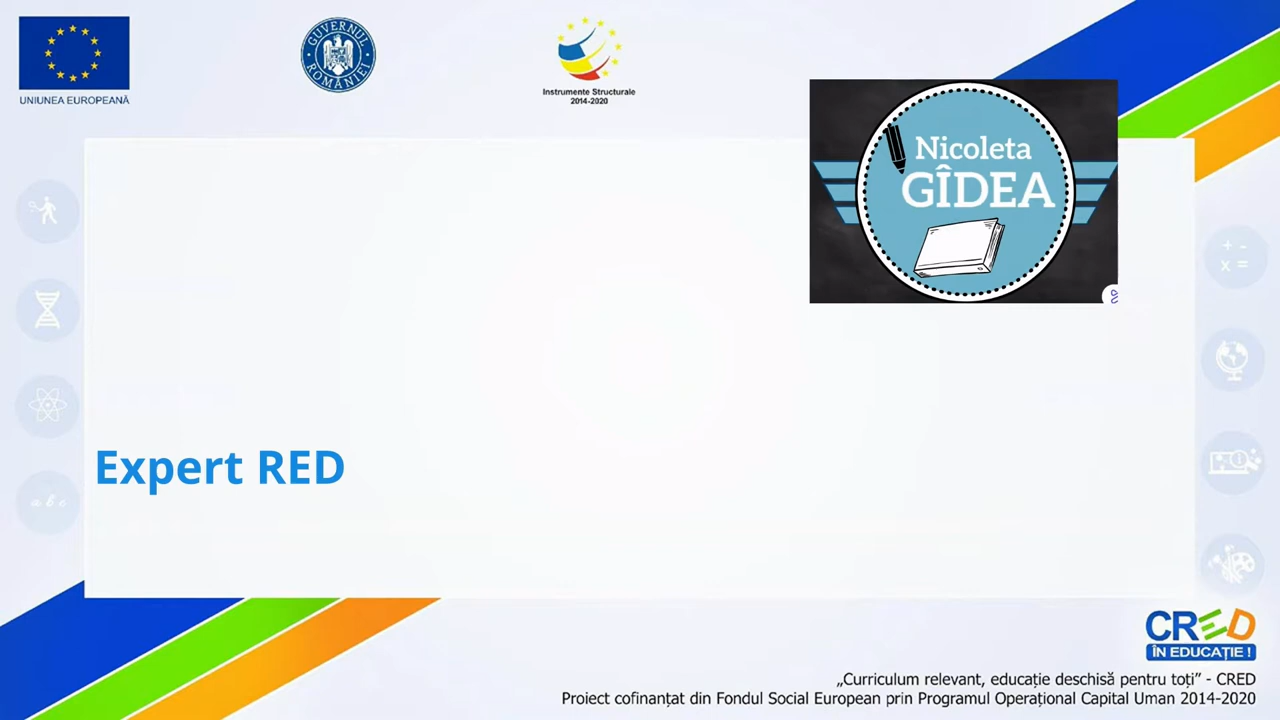 UNIUNEA EUROPEANĂ
GUVERNUL ROMÂNIEI
Instrumente Structurale
2014-2020
Nicoleta
GÎDEA
+ -
x =
a b c
Expert RED
CRED
ÎN EDUCAȚIE !
„Curriculum relevant, educație deschisă pentru toți” - CRED
Proiect cofinanțat din Fondul Social European prin Programul Operațional Capital Uman 2014-2020